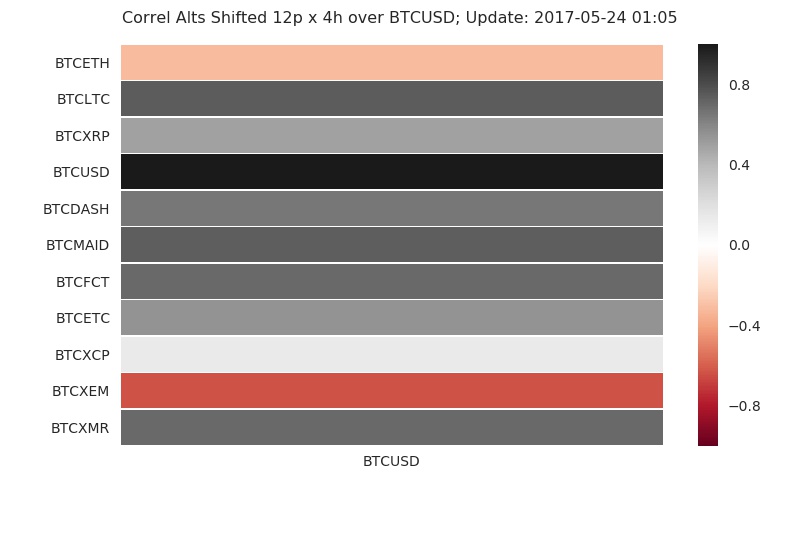 Correl Alts Shifted 12p x 4h over BTCUSD; Update: 2017-05-24 01:05
BTCETH
BTCLTC
BTCXRP
BTCUSD
BTCDASH
BTCMAID
BTCFCT
BTCETC
BTCXCP
BTCXEM
BTCXMR
BTCUSD
0.8
0.4
0.0
−0.4
−0.8